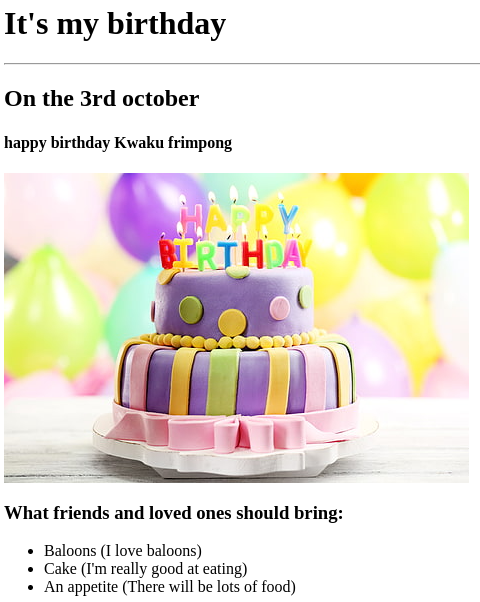 It's my birthday
On the 3rd october
happy birthday Kwaku frimpong
HAPPY
BIRTHDAY
What friends and loved ones should bring:
Baloons (I love baloons)
Cake (I'm really good at eating)
An appetite (There will be lots of food)